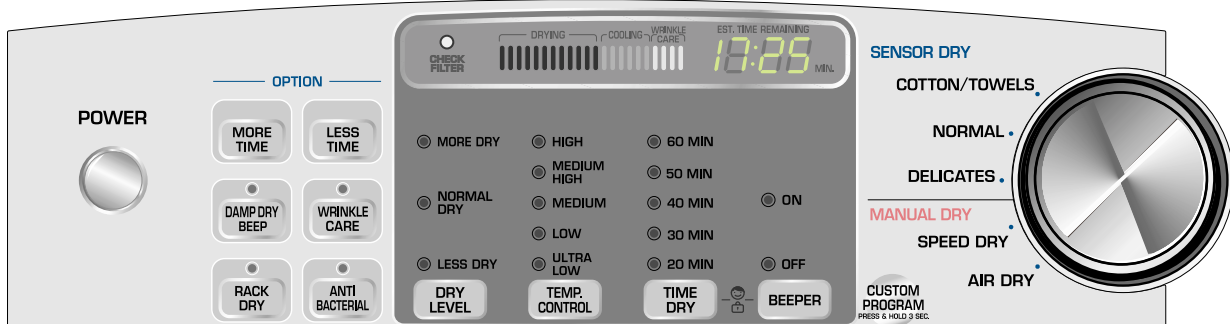 POWER
OPTION
MORE
TIME
LESS
TIME
DAMP DRY
BEEP
WRINKLE
CARE
RACK
DRY
ANTI
BACTERIAL
CHECK
FILTER
DRYING
COOLING
WRINKLE
CARE
EST. TIME REMAINING
17:25
MIN.
MORE DRY
NORMAL
DRY
LESS DRY
DRY
LEVEL
HIGH
MEDIUM
HIGH
MEDIUM
LOW
ULTRA
LOW
TEMP.
CONTROL
60 MIN
50 MIN
40 MIN
30 MIN
20 MIN
TIME
DRY
ON
OFF
BEEPER
SENSOR DRY
COTTON/TOWELS
NORMAL
DELICATES
MANUAL DRY
SPEED DRY
AIR DRY
CUSTOM
PROGRAM
PRESS & HOLD 3 SEC.